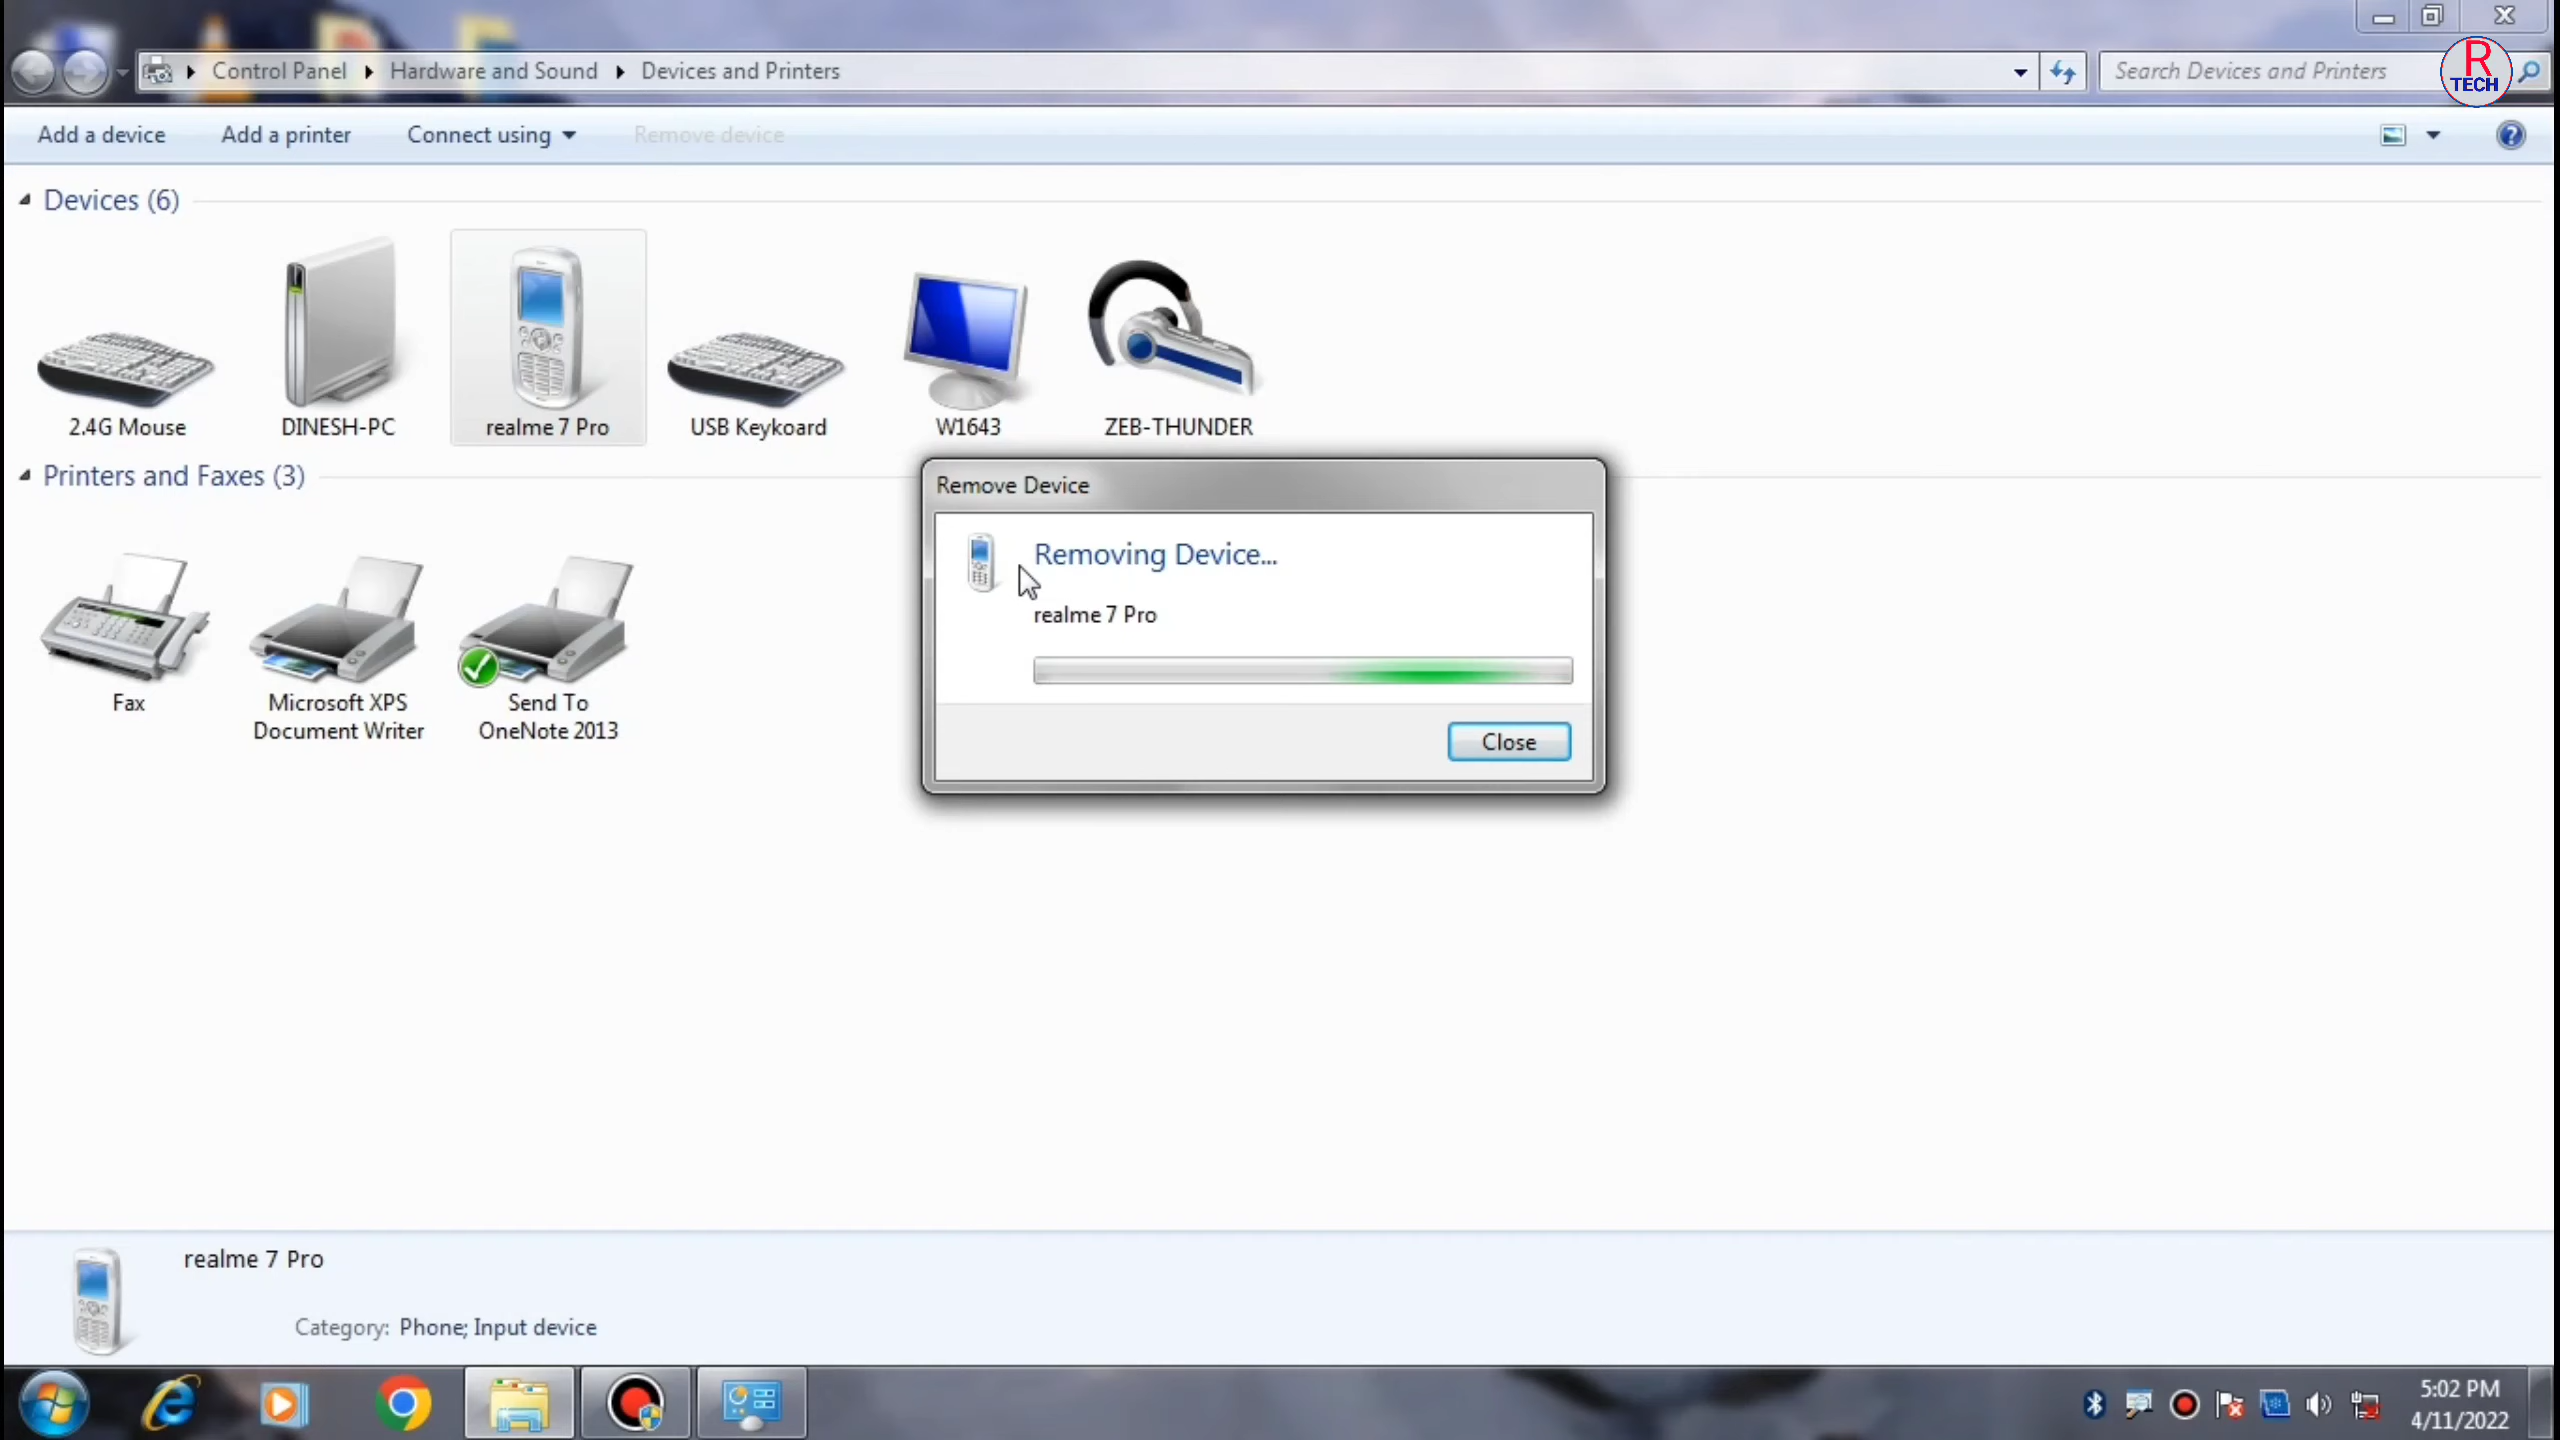 Control Panel Hardware and Sound Devices and Printers Search Devices and Printers
R
TECH
Add a device Add a printer Connect using Remove device
Devices (6)
2.4G Mouse DINESH-PC realme 7 Pro USB Keykoard W1643 ZEB-THUNDER
Printers and Faxes (3)
Fax Microsoft XPS Send To
Document Writer OneNote 2013
Remove Device
Removing Device...
realme 7 Pro
Close
realme 7 Pro
Category: Phone; Input device
5:02 PM
4/11/2022